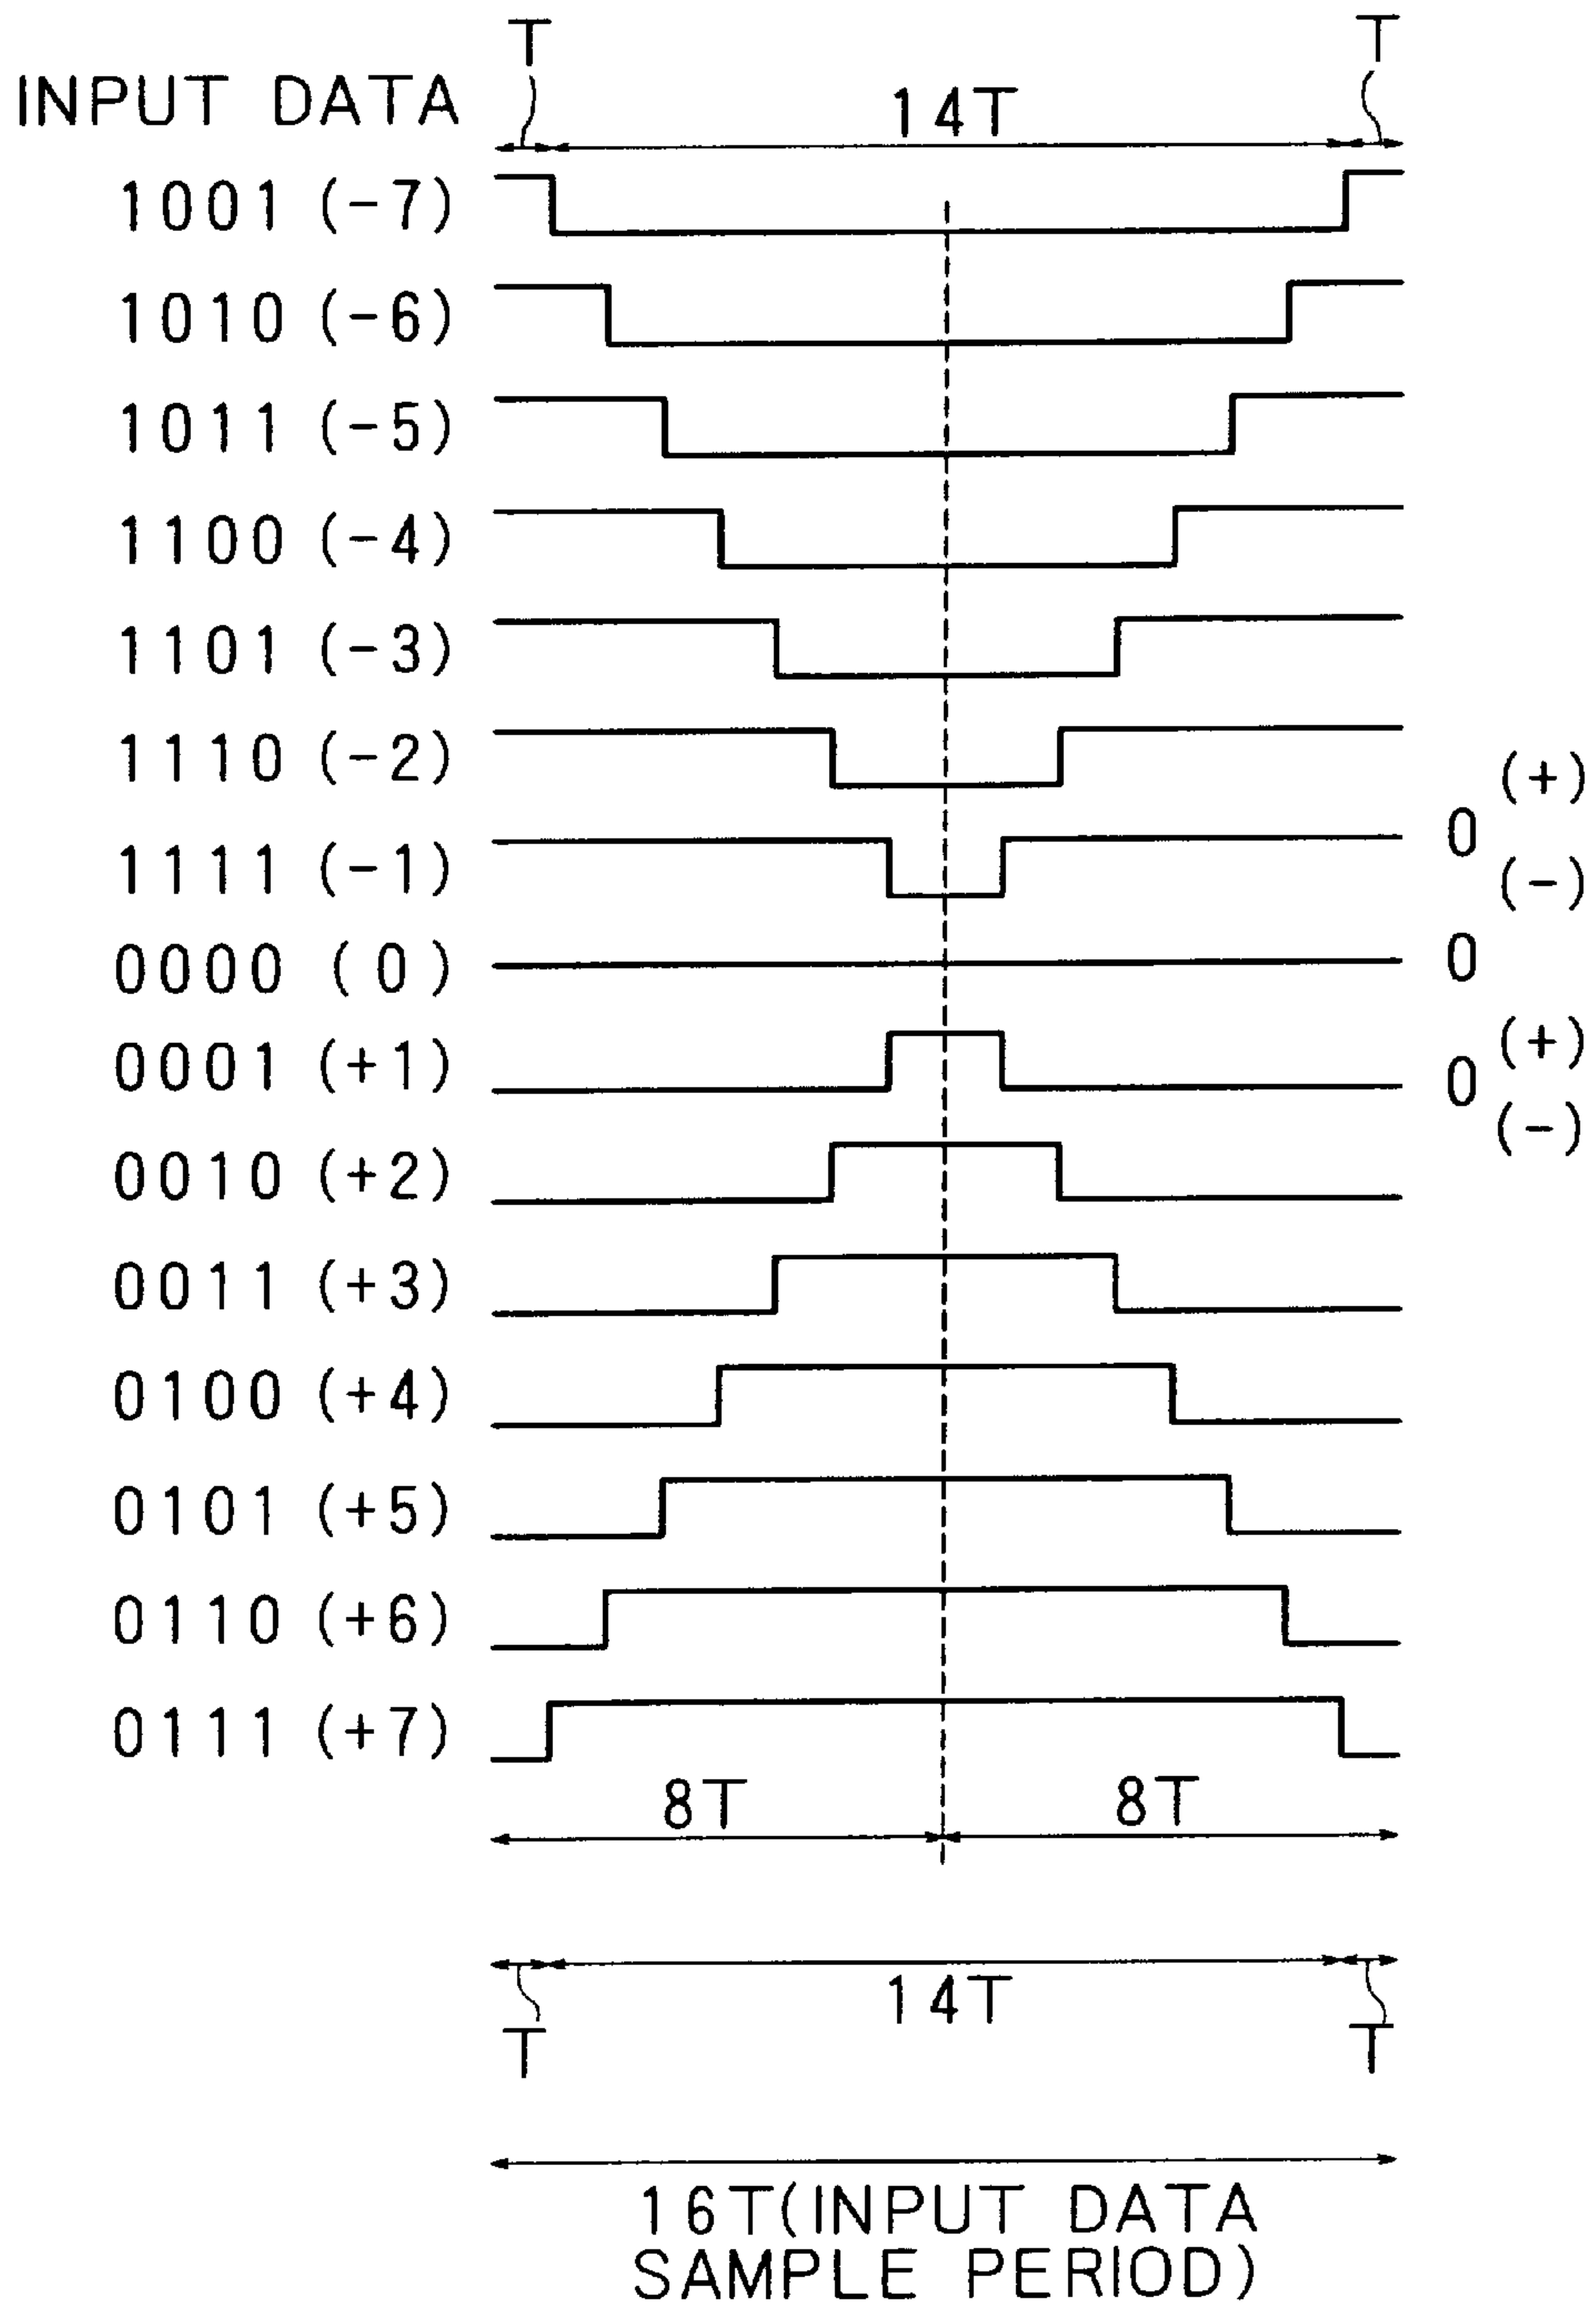 T T
INPUT DATA
14T
1001 (-7)
1010 (-6)
1011 (-5)
1100 (-4)
1101 (-3)
1110 (-2)
(+)
0
1111 (-1)
(-)
0000 (0)
0
0001 (+1)
(+)
0
(-)
0010 (+2)
0011 (+3)
0100 (+4)
0101 (+5)
0110 (+6)
0111 (+7)
8T 8T
14T
T T
16T(INPUT DATA
SAMPLE PERIOD)